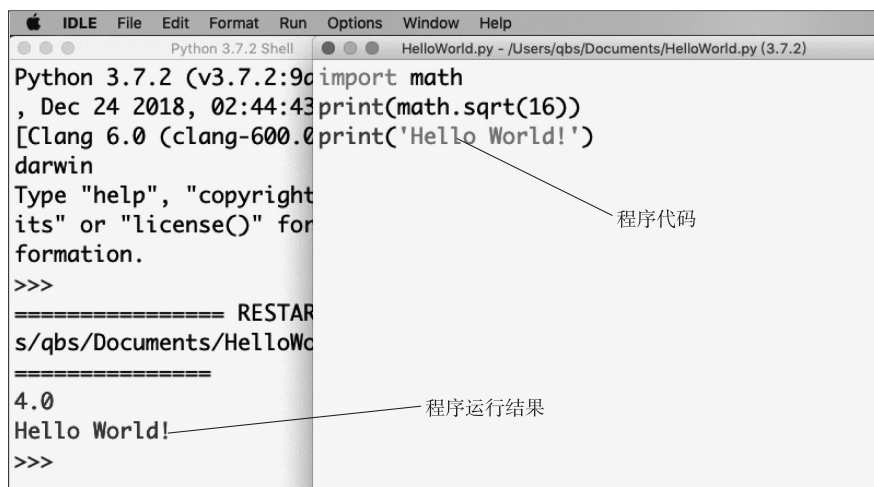 IDLE File Edit Format Run Options Window Help
Python 3.7.2 Shell
Python 3.7.2 (v3.7.2:9d
, Dec 24 2018, 02:44:43
[Clang 6.0 (clang-600.0
darwin
Type "help", "copyright
its" or "license()" for
formation.
>>>
================ RESTAR
s/qbs/Documents/HelloWo
===============
4.0
Hello World!
>>>
HelloWorld.py - /Users/qbs/Documents/HelloWorld.py (3.7.2)
import math
print(math.sqrt(16))
print('Hello World!')
程序代码
程序运行结果